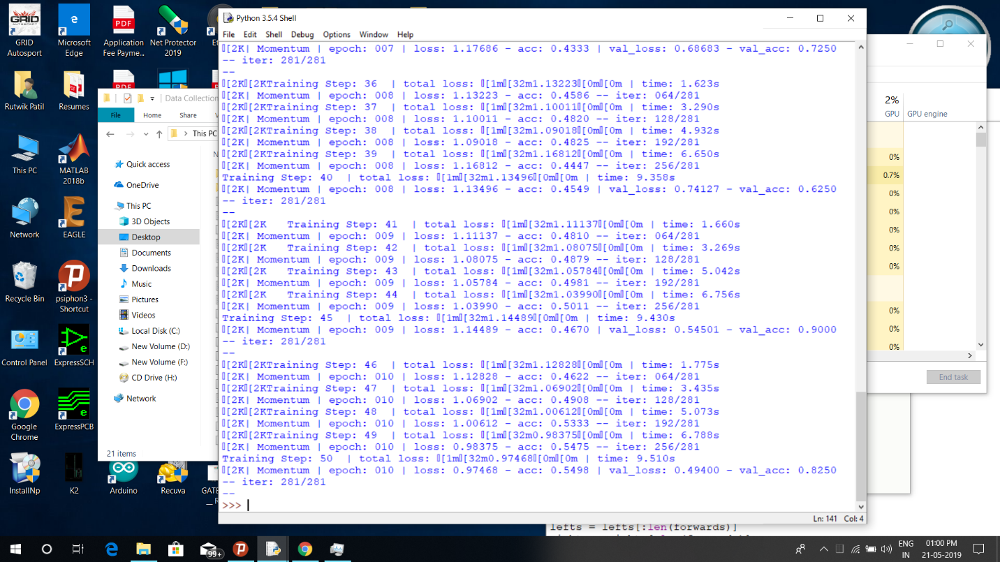 GRID Autosport
Microsoft Edge
Application Fee Payme...
Net Protector 2019
Rutwik Patil
Resumes
This PC
MATLAB 2018b
Network
EAGLE
Recycle Bin
psiphon3 - Shortcut
Control Panel
ExpressSCH
Google Chrome
ExpressPCB
InstallNp
K2
Arduino
Recuva
Data Collection
File
Home
Share
This PC
Quick access
OneDrive
This PC
3D Objects
Desktop
Documents
Downloads
Music
Pictures
Videos
Local Disk (C:)
New Volume (D:)
New Volume (F:)
CD Drive (H:)
Network
21 items
Python 3.5.4 Shell
File Edit Shell Debug Options Window Help
[2K| Momentum | epoch: 007 | loss: 1.17686 - acc: 0.4333 | val_loss: 0.68683 - val_acc: 0.7250
-- iter: 281/281
--
[2K[2KTraining Step: 36  | total loss: [1m[32m1.13223[0m[0m | time: 1.623s
[2K| Momentum | epoch: 008 | loss: 1.13223 - acc: 0.4586 -- iter: 064/281
[2K[2KTraining Step: 37  | total loss: [1m[32m1.10011[0m[0m | time: 3.290s
[2K| Momentum | epoch: 008 | loss: 1.10011 - acc: 0.4820 -- iter: 128/281
[2K[2KTraining Step: 38  | total loss: [1m[32m1.09018[0m[0m | time: 4.932s
[2K| Momentum | epoch: 008 | loss: 1.09018 - acc: 0.4825 -- iter: 192/281
[2K[2KTraining Step: 39  | total loss: [1m[32m1.16812[0m[0m | time: 6.650s
[2K| Momentum | epoch: 008 | loss: 1.16812 - acc: 0.4447 -- iter: 256/281
Training Step: 40  | total loss: [1m[32m1.13496[0m[0m | time: 9.358s
[2K| Momentum | epoch: 008 | loss: 1.13496 - acc: 0.4549 | val_loss: 0.74127 - val_acc: 0.6250
-- iter: 281/281
--
[2K[2K   Training Step: 41  | total loss: [1m[32m1.11137[0m[0m | time: 1.660s
[2K| Momentum | epoch: 009 | loss: 1.11137 - acc: 0.4810 -- iter: 064/281
[2K[2K   Training Step: 42  | total loss: [1m[32m1.08075[0m[0m | time: 3.269s
[2K| Momentum | epoch: 009 | loss: 1.08075 - acc: 0.4879 -- iter: 128/281
[2K[2K   Training Step: 43  | total loss: [1m[32m1.05784[0m[0m | time: 5.042s
[2K| Momentum | epoch: 009 | loss: 1.05784 - acc: 0.4981 -- iter: 192/281
[2K[2K   Training Step: 44  | total loss: [1m[32m1.03990[0m[0m | time: 6.756s
[2K| Momentum | epoch: 009 | loss: 1.03990 - acc: 0.5011 -- iter: 256/281
Training Step: 45  | total loss: [1m[32m1.14489[0m[0m | time: 9.430s
[2K| Momentum | epoch: 009 | loss: 1.14489 - acc: 0.4670 | val_loss: 0.54501 - val_acc: 0.9000
-- iter: 281/281
--
[2K[2KTraining Step: 46  | total loss: [1m[32m1.12828[0m[0m | time: 1.775s
[2K| Momentum | epoch: 010 | loss: 1.12828 - acc: 0.4622 -- iter: 064/281
[2K[2KTraining Step: 47  | total loss: [1m[32m1.06902[0m[0m | time: 3.435s
[2K| Momentum | epoch: 010 | loss: 1.06902 - acc: 0.4908 -- iter: 128/281
[2K[2KTraining Step: 48  | total loss: [1m[32m1.00612[0m[0m | time: 5.073s
[2K| Momentum | epoch: 010 | loss: 1.00612 - acc: 0.5333 -- iter: 192/281
[2K[2KTraining Step: 49  | total loss: [1m[32m0.98375[0m[0m | time: 6.788s
[2K| Momentum | epoch: 010 | loss: 0.98375 - acc: 0.5475 -- iter: 256/281
Training Step: 50  | total loss: [1m[32m0.97468[0m[0m | time: 9.510s
[2K| Momentum | epoch: 010 | loss: 0.97468 - acc: 0.5498 | val_loss: 0.49400 - val_acc: 0.8250
-- iter: 281/281
--
>>>
Ln: 141 Col: 4
2%
GPU GPU engine
0%
0.7%
0%
0%
0%
0%
0%
0%
0%
0%
End task
lefts = lefts[:len(forwards)]
99+
ENG
IN
01:00 PM
21-05-2019